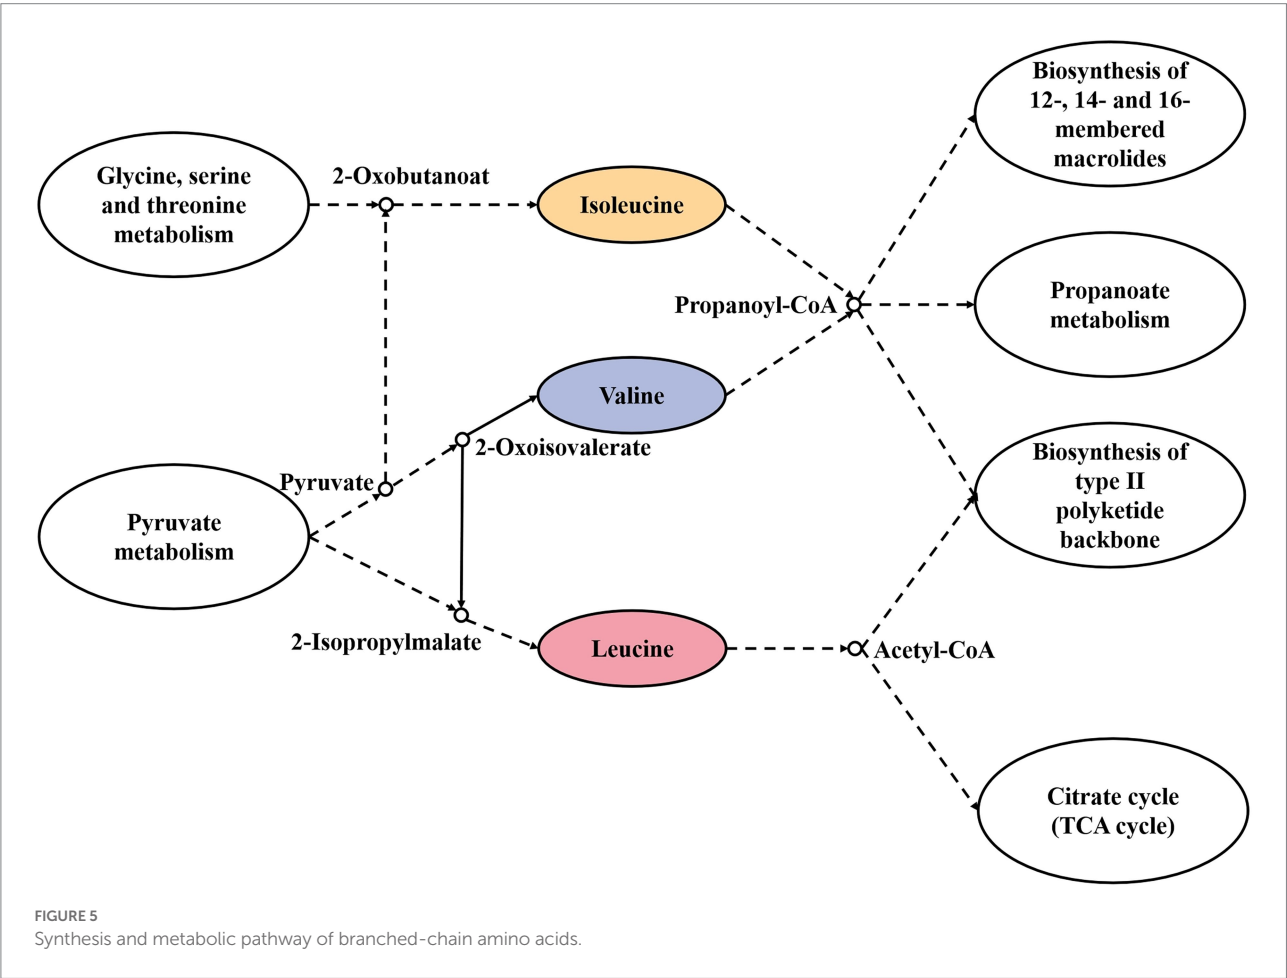 Biosynthesis of
12-, 14- and 16-
membered
macrolides
Glycine, serine
and threonine
metabolism
2-Oxobutanoat
Isoleucine
Propanoyl-CoA
Propanoate
metabolism
Valine
2-Oxoisovalerate
Pyruvate
Pyruvate
metabolism
Biosynthesis of
type II
polyketide
backbone
2-Isopropylmalate
Leucine
Acetyl-CoA
Citrate cycle
(TCA cycle)
FIGURE 5
Synthesis and metabolic pathway of branched-chain amino acids.